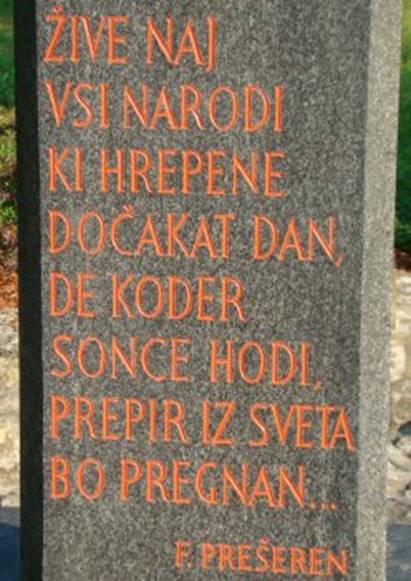 ŽIVE NAJ
VSI NARODI
KI HREPENE
DOČAKAT DAN,
DE KODER
SONCE HODI,
PREPIR IZ SVETA
BO PREGNAN...
F. PREŠEREN